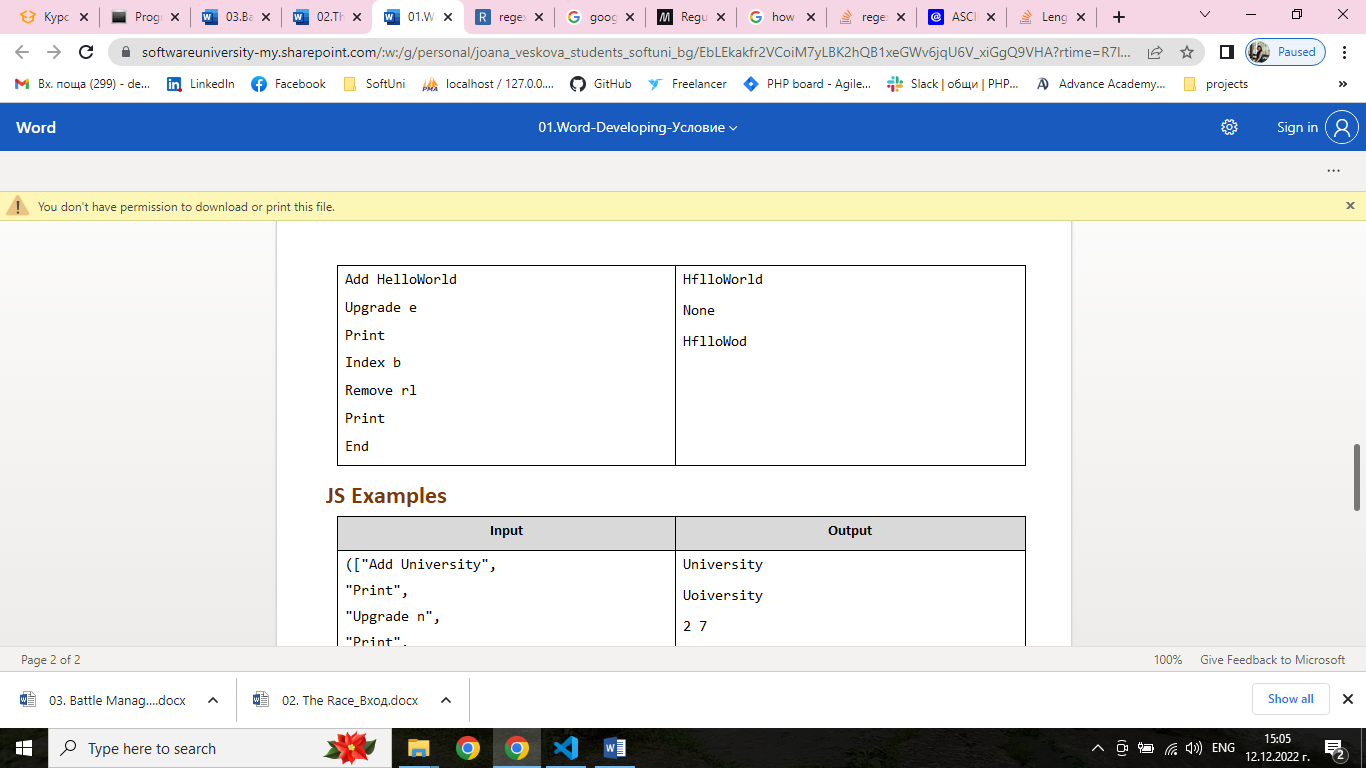 Курс
Progr
03.Ba
02.Th
01.W
regex
goog
Regu
how
regex
ASCI
Leng
softwareuniversity-my.sharepoint.com/:w:/g/personal/joana_veskova_students_softuni_bg/EbLEkakfr2VCoiM7yLBK2hQB1xeGWv6jqU6V_xiGgQ9VHA?rtime=R7l...
Paused
Вх. поща (299) - de...
LinkedIn
Facebook
SoftUni
localhost / 127.0.0....
GitHub
Freelancer
PHP board - Agile...
Slack | общи | PHP...
Advance Academy...
projects
»
Word
01.Word-Developing-Условие
Sign in
...
You don't have permission to download or print this file.
Add HelloWorld
Upgrade e
Print
Index b
Remove rl
Print
End
HflloWorld
None
HflloWod
JS Examples
Input
Output
(["Add University",
"Print",
"Upgrade n",
"Print",
University
Uoiversity
2 7
Page 2 of 2
100%
Give Feedback to Microsoft
03. Battle Manag....docx
02. The Race_Вход.docx
Show all
Type here to search
ENG
15:05
12.12.2022 г.
2